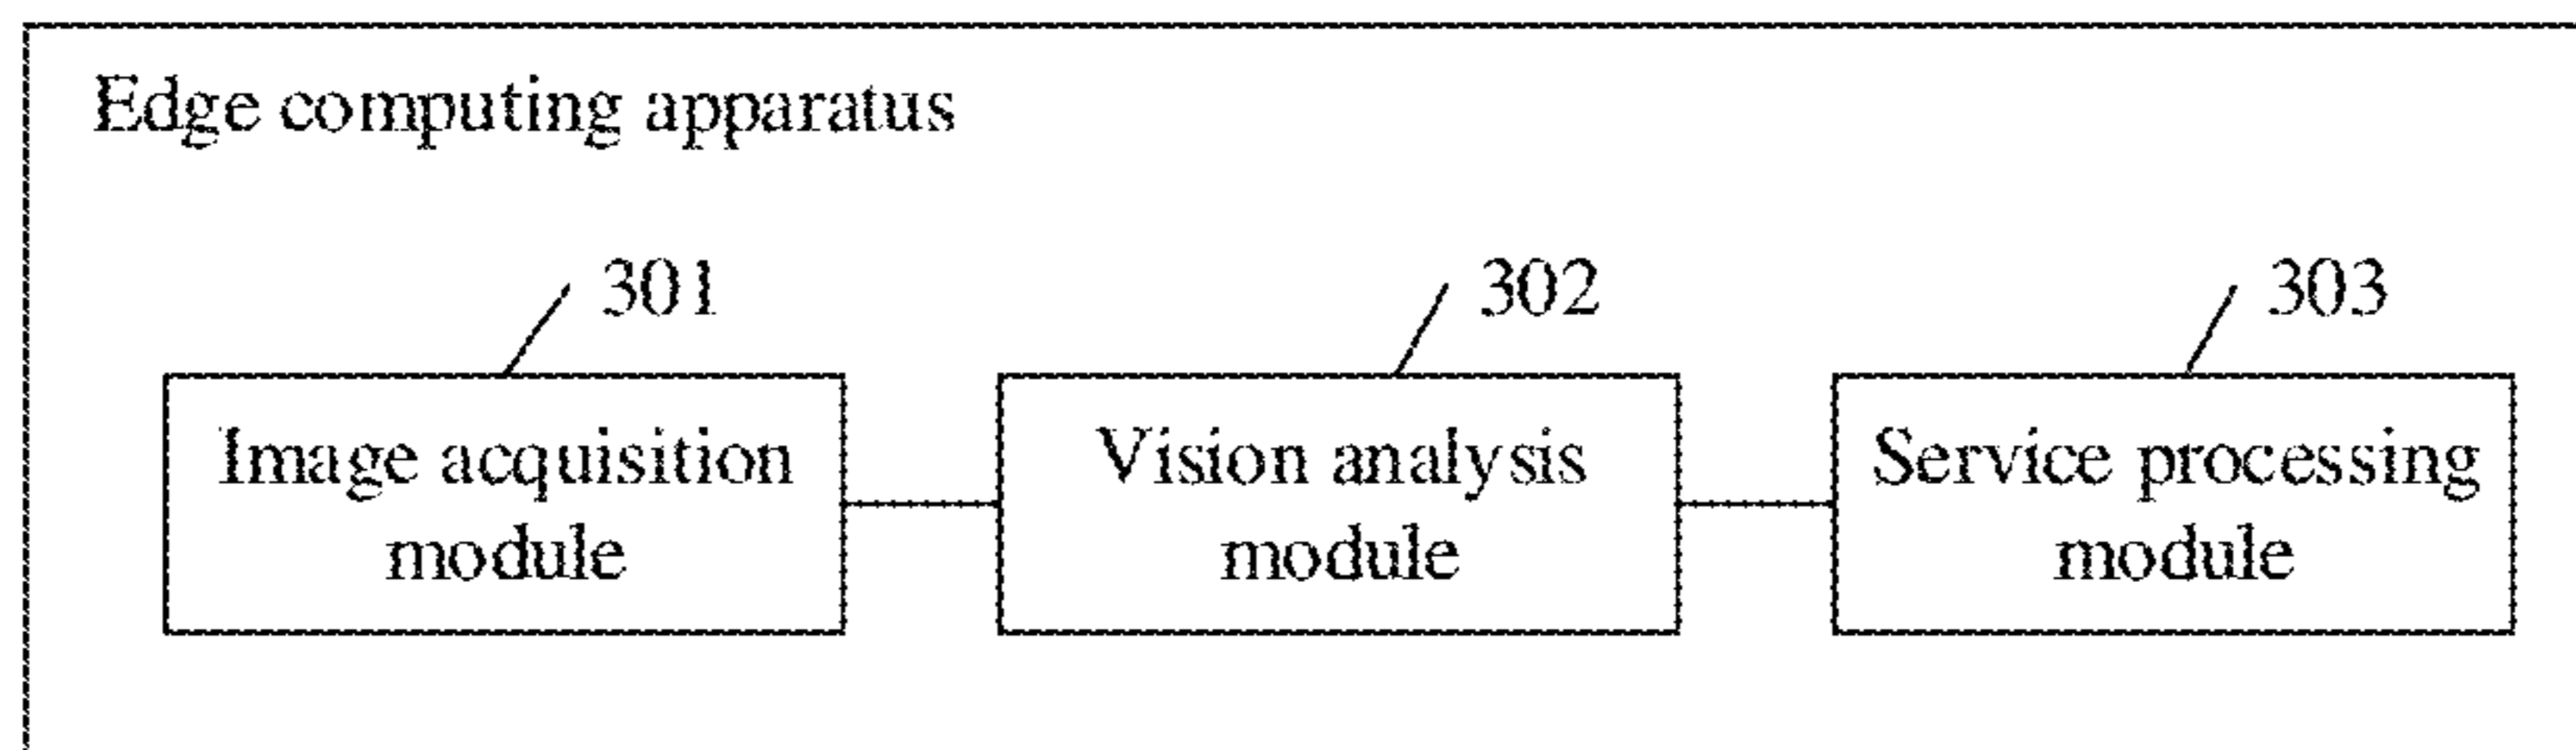 Edge computing apparatus
301
302
303
Image acquisition
module
Vision analysis
module
Service processing
module